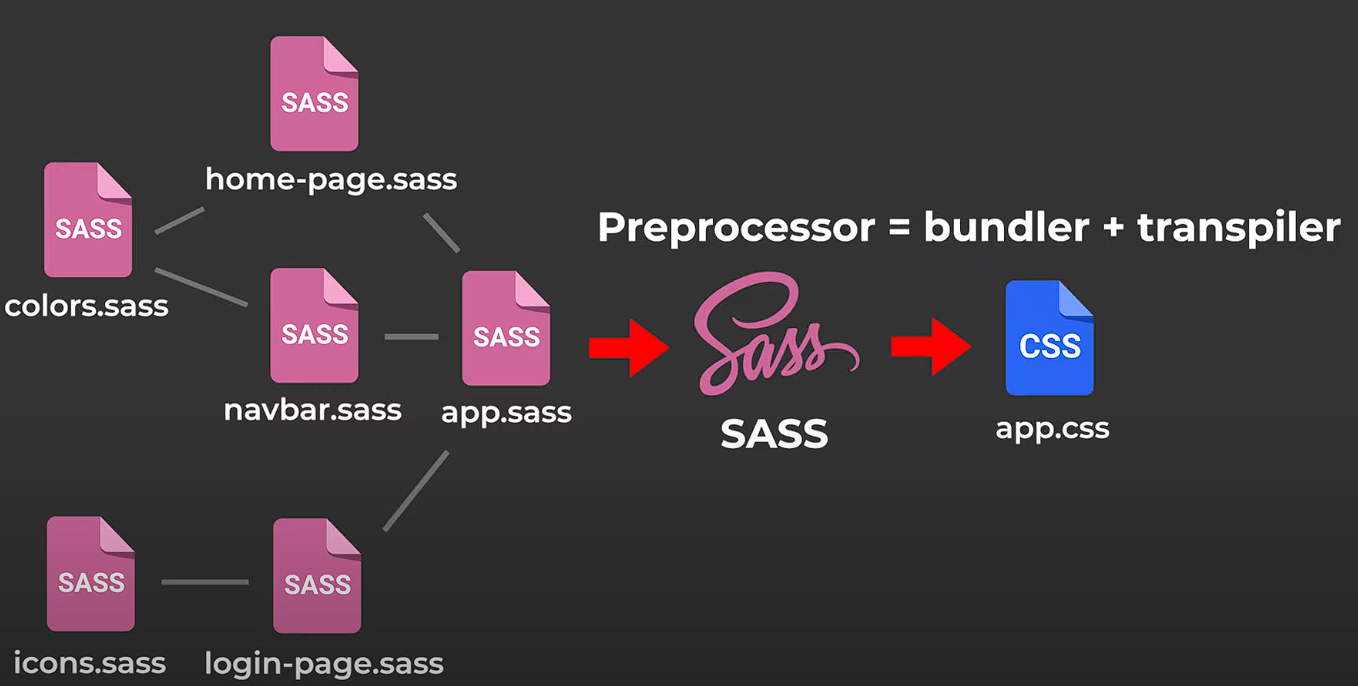 SASS
home-page.sass
SASS
colors.sass
Preprocessor = bundler + transpiler
SASS
navbar.sass
SASS
app.sass
Sass
SASS
CSS
app.css
SASS
icons.sass
SASS
login-page.sass